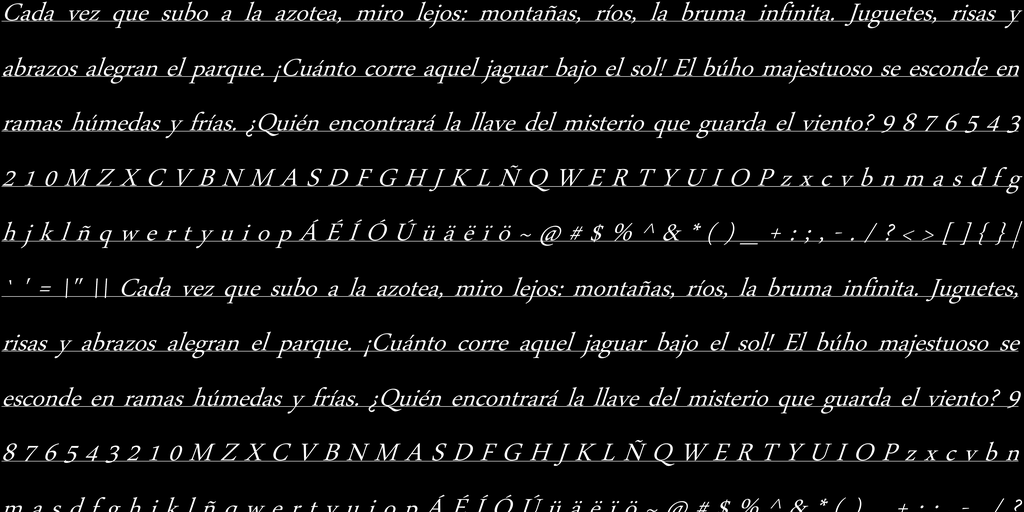 Cada vez que subo a la azotea, miro lejos: montañas, ríos, la bruma infinita. Juguetes, risas y
abrazos alegran el parque. ¡Cuánto corre aquel jaguar bajo el sol! El búho majestuoso se esconde en
ramas húmedas y frías. ¿Quién encontrará la llave del misterio que guarda el viento? 9 8 7 6 5 4 3
2 1 0 M Z X C V B N M A S D F G H J K L Ñ Q W E R T Y U I O P z x c v b n m a s d f g
h j k l ñ q w e r t y u i o p Á É Í Ó Ú ü ä ë ï ö ~ @ # $ % ^ & * ( ) _ + : ; , - . / ? < > [ ] { } |
` ' = \" || Cada vez que subo a la azotea, miro lejos: montañas, ríos, la bruma infinita. Juguetes,
risas y abrazos alegran el parque. ¡Cuánto corre aquel jaguar bajo el sol! El búho majestuoso se
esconde en ramas húmedas y frías. ¿Quién encontrará la llave del misterio que guarda el viento? 9
8 7 6 5 4 3 2 1 0 M Z X C V B N M A S D F G H J K L Ñ Q W E R T Y U I O P z x c v b n
m a s d f g h j k l ñ q w e r t y u i o p Á É Í Ó Ú ü ä ë ï ö ~ @ # $ % ^ & * ( ) _ + : ; , - . / ?